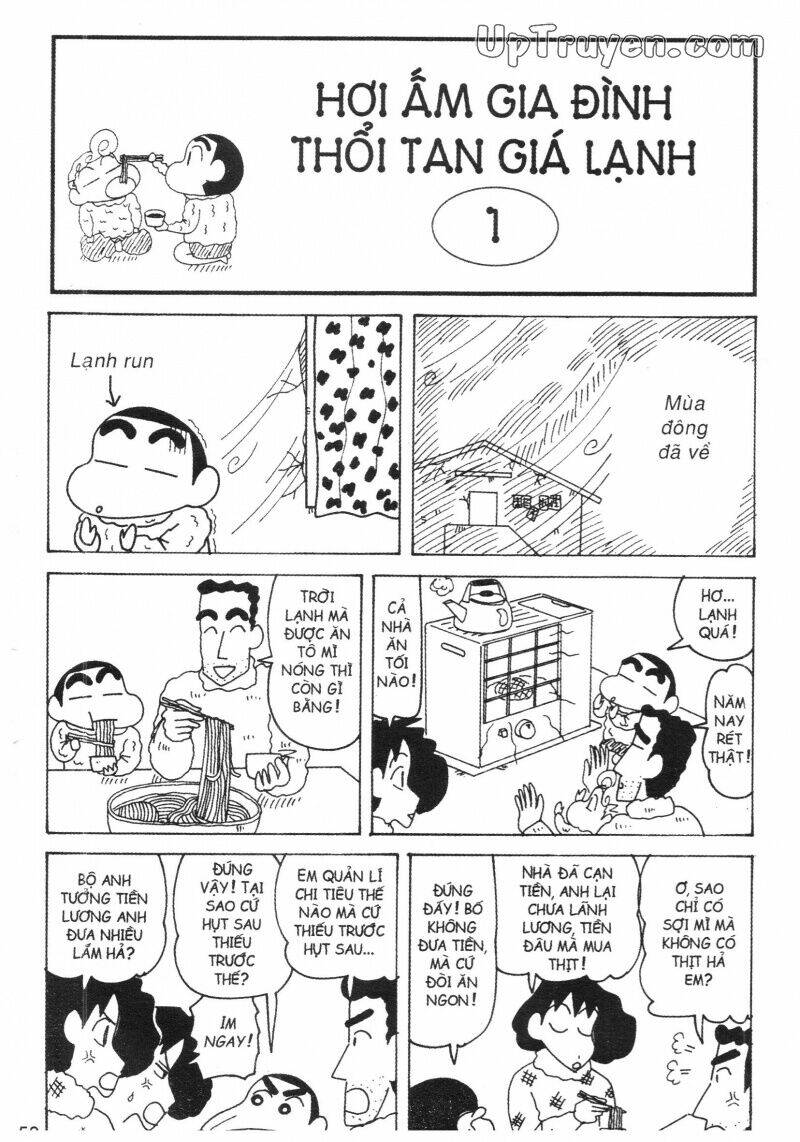 UpTruyen.com
HƠI ẤM GIA ĐÌNH
THỔI TAN GIÁ LẠNH
1
Mùa
đông
đã về
Lạnh run
HƠ...
LẠNH
QUÁ!
NĂM
NAY
RÉT
THẬT!
CẢ
NHÀ
ĂN
TỐI
NÀO!
TRỜI
LẠNH MÀ
ĐƯỢC ĂN
TÔ MÌ
NÓNG THÌ
CÒN GÌ
BẰNG!
Ơ, SAO
CHỈ CÓ
SỢI MÌ MÀ
KHÔNG CÓ
THỊT HẢ
EM?
NHÀ ĐÃ CẠN
TIỀN, ANH LẠI
CHƯA LÃNH
LƯƠNG, TIỀN
ĐÂU MÀ MUA
THỊT!
ĐÚNG
ĐẤY! BỐ
KHÔNG
ĐƯA TIỀN,
MÀ CỨ
ĐÒI ĂN
NGON!
EM QUẢN LÍ
CHI TIÊU THẾ
NÀO MÀ CỨ
THIẾU TRƯỚC
HỤT SAU...
ĐÚNG
VẬY! TẠI
SAO CỨ
HỤT SAU
THIẾU
TRƯỚC
THẾ?
BỘ ANH
TƯỞNG TIỀN
LƯƠNG ANH
ĐƯA NHIỀU
LẮM HẢ?
IM
NGAY!